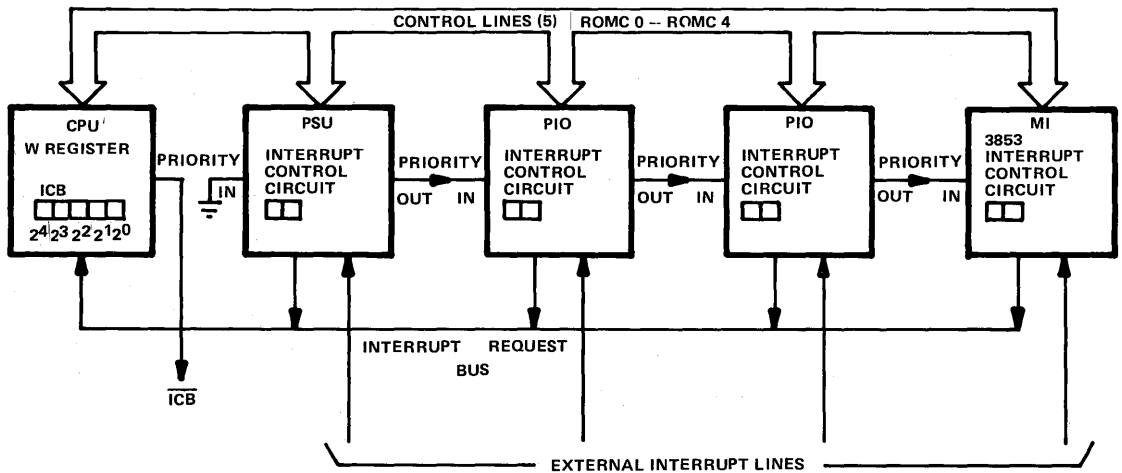 CONTROL LINES (5) ROMC 0 – ROMC 4
CPU
W REGISTER
ICB
2⁴ 2³ 2² 2¹ 2⁰
PRIORITY
IN
PSU
INTERRUPT
CONTROL
CIRCUIT
PRIORITY
OUT IN
PIO
INTERRUPT
CONTROL
CIRCUIT
PRIORITY
OUT IN
PIO
INTERRUPT
CONTROL
CIRCUIT
PRIORITY
OUT IN
MI
3853
INTERRUPT
CONTROL
CIRCUIT
INTERRUPT REQUEST
BUS
I̅C̅B̅
EXTERNAL INTERRUPT LINES